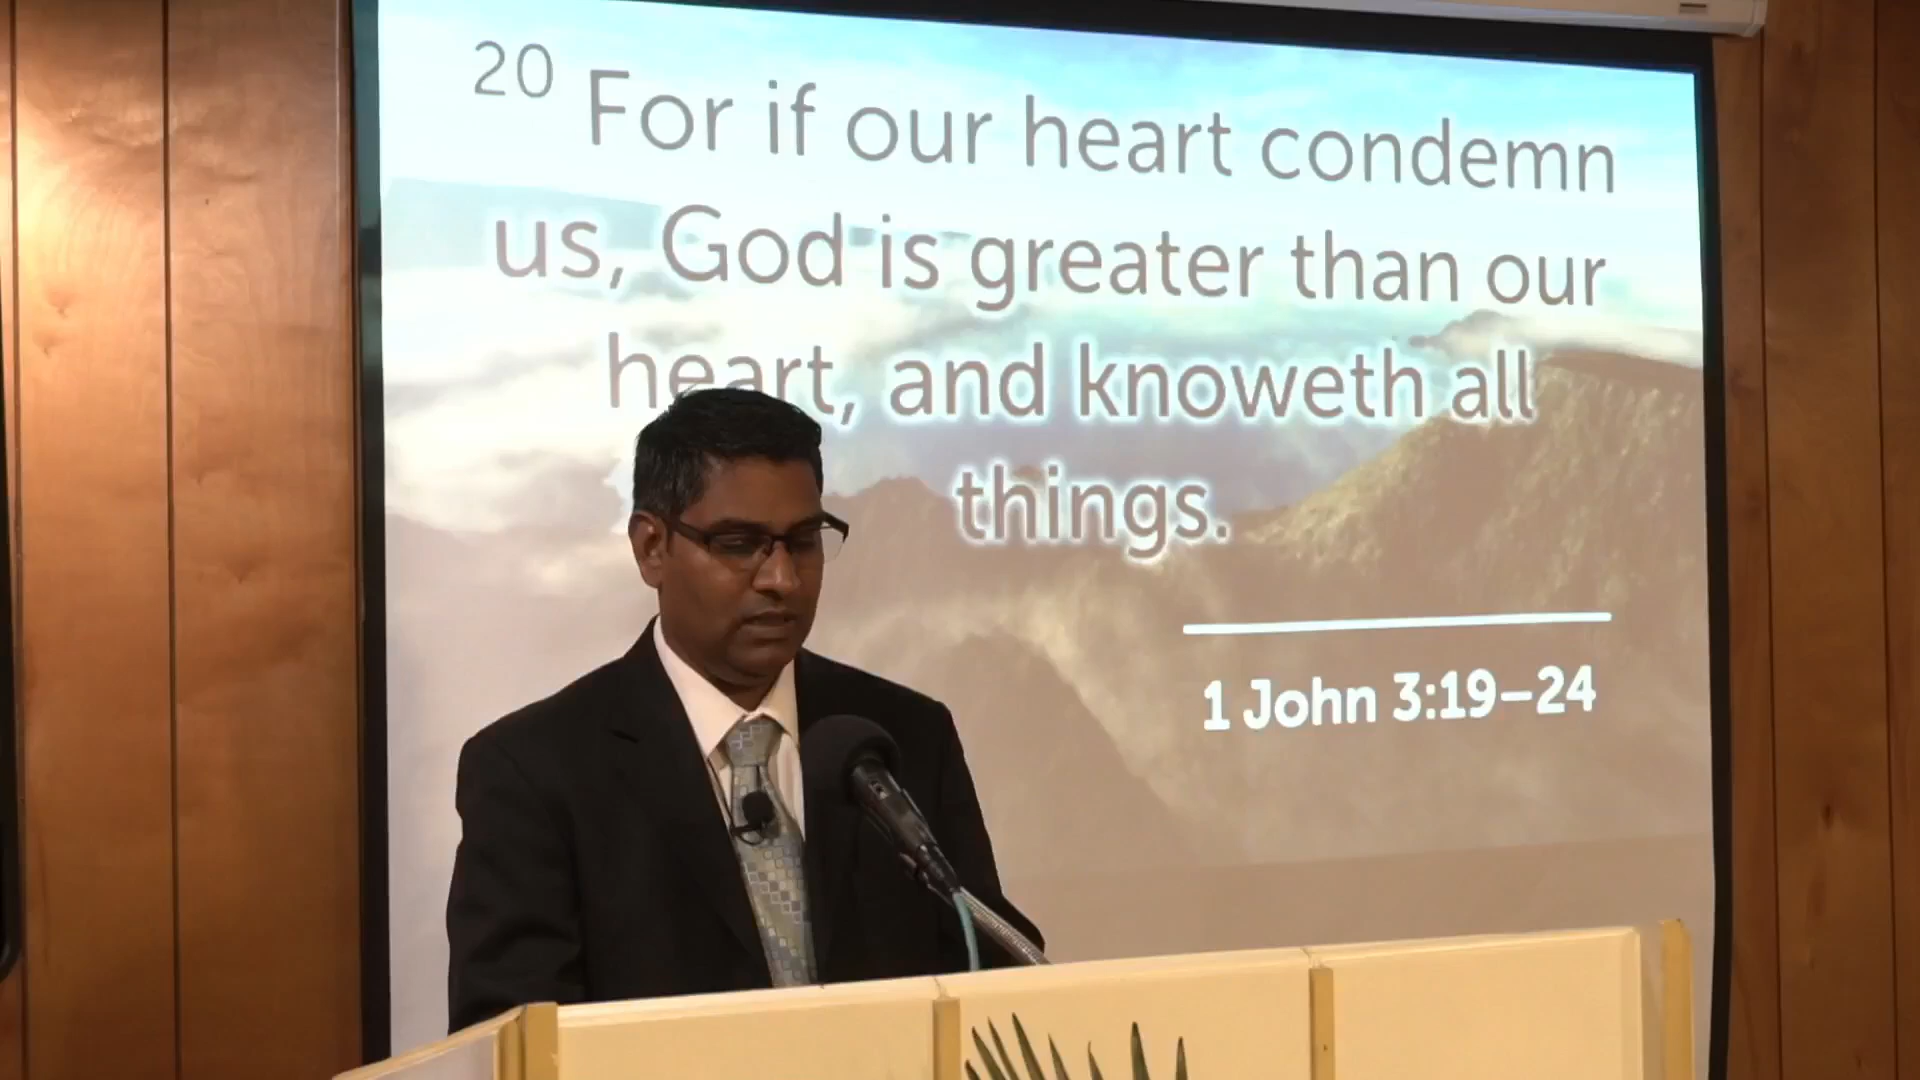 20 For if our heart condemn
us, God is greater than our
heart, and knoweth all
things.
1 John 3:19–24